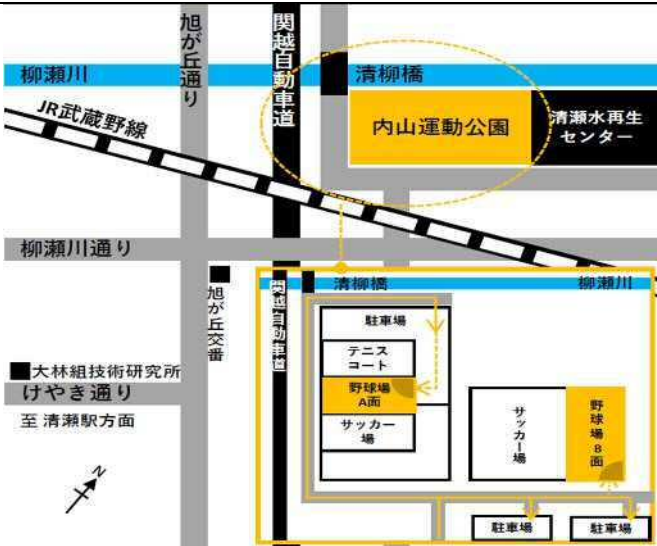 旭が丘通り
関越自動車道
柳瀬川
清柳橋
JR武蔵野線
内山運動公園
清瀬水再生
センター
柳瀬川通り
旭が丘交番
大林組技術研究所
けやき通り
至 清瀬駅方面
N
関越自動車道
清柳橋
柳瀬川
駐車場
テニス
コート
野球場
A面
サッカー
場
サッカー場
野球場B面
駐車場
駐車場